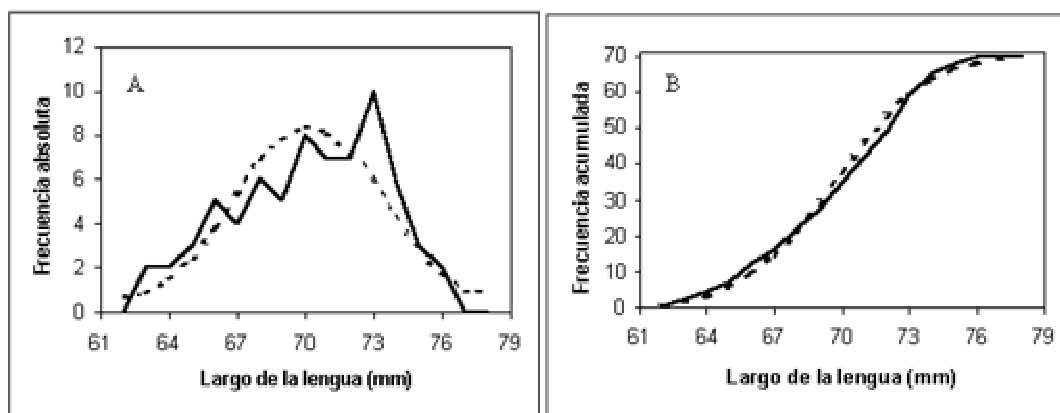 A
Frecuencia absoluta
12
10
8
6
4
2
0
61 64 67 70 73 76 79
Largo de la lengua (mm)
B
Frecuencia acumulada
70
60
50
40
30
20
10
0
61 64 67 70 73 76 79
Largo de la lengua (mm)